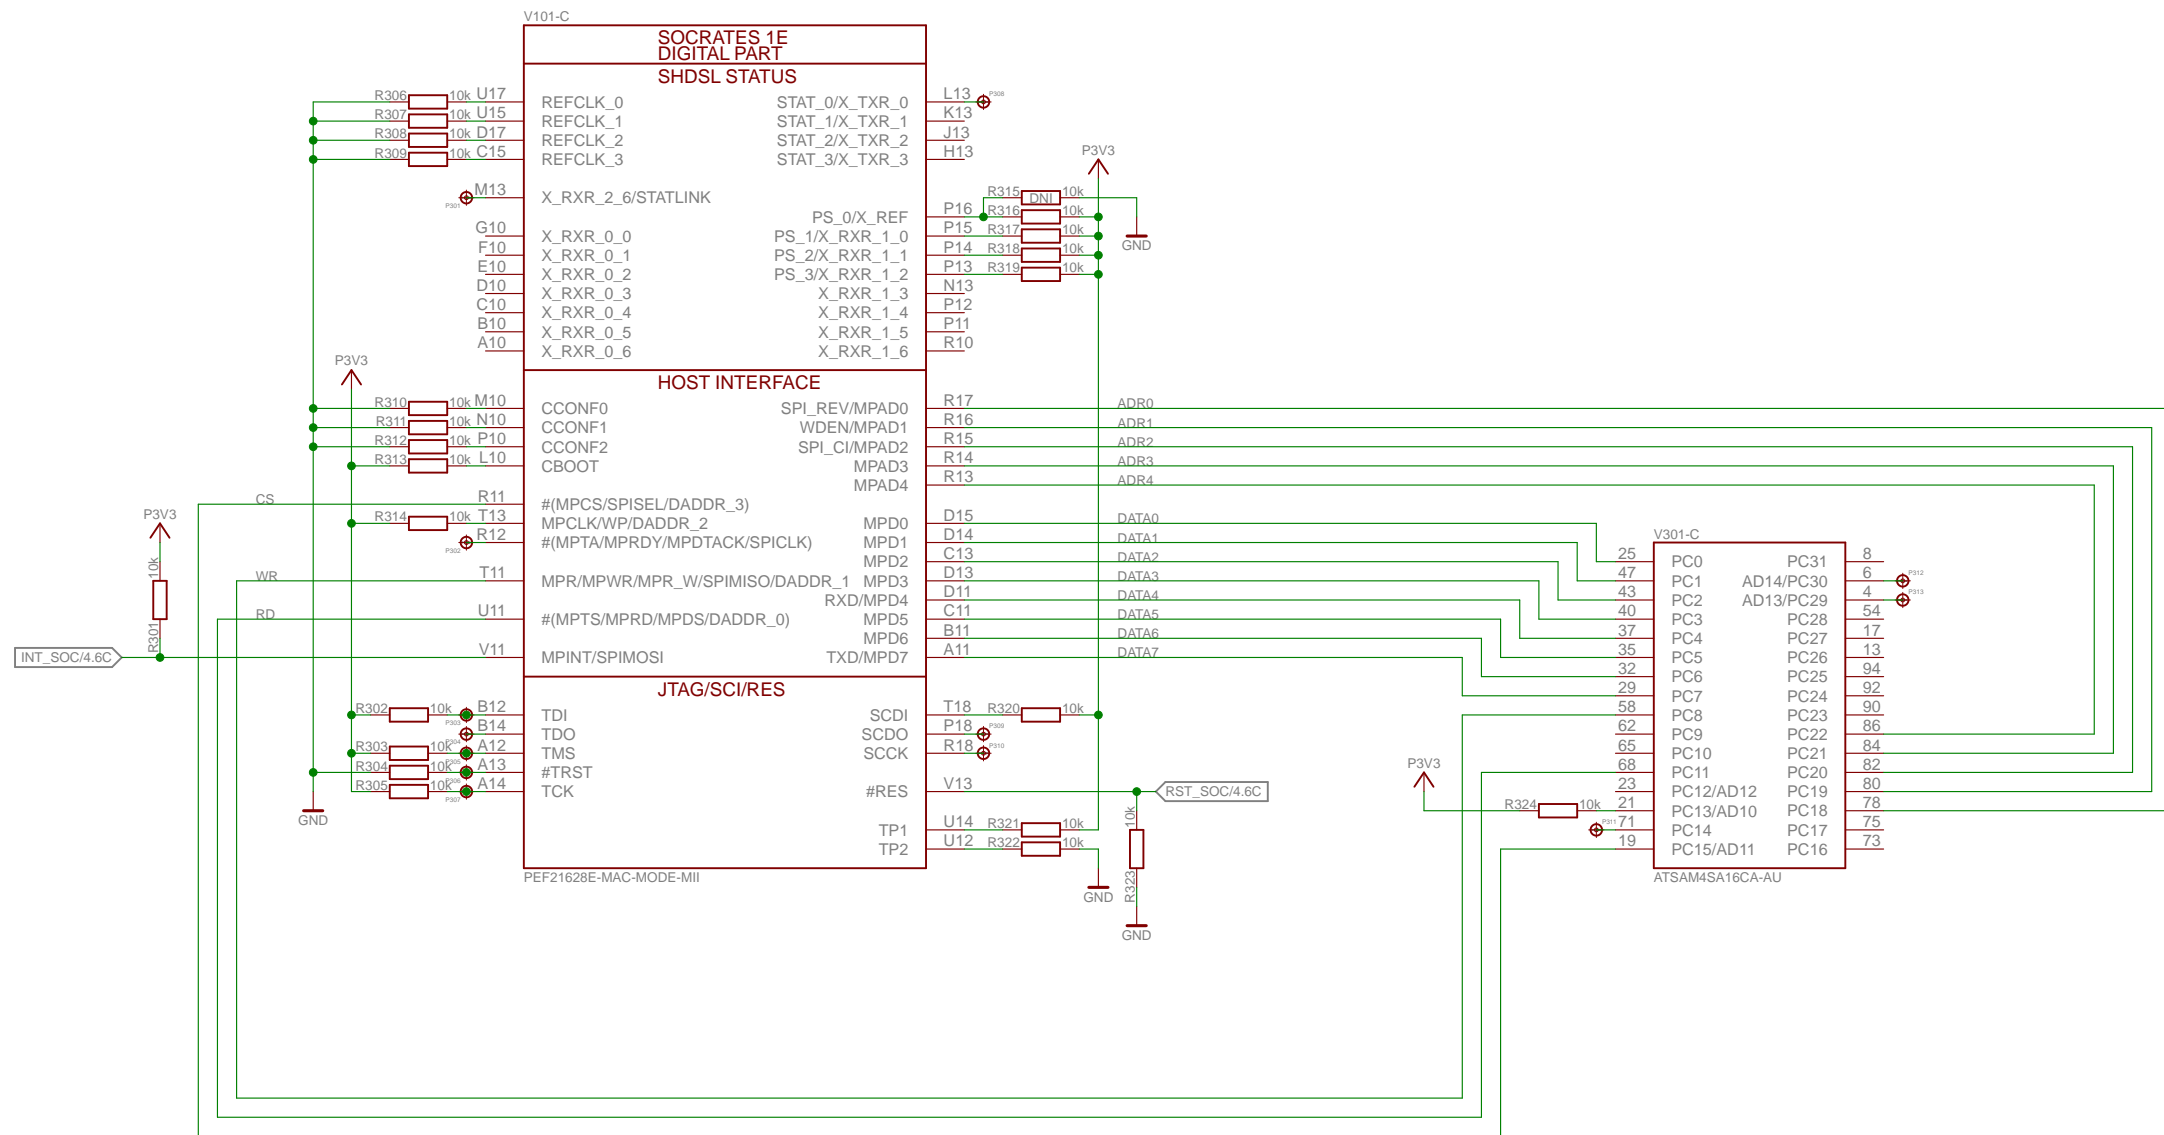 V101-C
SOCRATES 1E
DIGITAL PART
SHDSL STATUS
R306 10k U17 REFCLK_0 STAT_0/X_TXR_0 L13 P308
R307 10k U15 REFCLK_1 STAT_1/X_TXR_1 K13
R308 10k D17 REFCLK_2 STAT_2/X_TXR_2 J13
R309 10k C15 REFCLK_3 STAT_3/X_TXR_3 H13
P3V3
P301 M13 X_RXR_2_6/STATLINK R315 DNI 10k
PS_0/X_REF P16 R316 10k
G10 X_RXR_0_0 PS_1/X_RXR_1_0 P15 R317 10k GND
F10 X_RXR_0_1 PS_2/X_RXR_1_1 P14 R318 10k
E10 X_RXR_0_2 PS_3/X_RXR_1_2 P13 R319 10k
D10 X_RXR_0_3 X_RXR_1_3 N13
C10 X_RXR_0_4 X_RXR_1_4 P12
B10 X_RXR_0_5 X_RXR_1_5 P11
A10 X_RXR_0_6 X_RXR_1_6 R10
P3V3
HOST INTERFACE
R310 10k M10 CCONF0 SPI_REV/MPAD0 R17 ADR0
R311 10k N10 CCONF1 WDEN/MPAD1 R16 ADR1
R312 10k P10 CCONF2 SPI_CI/MPAD2 R15 ADR2
R313 10k L10 CBOOT MPAD3 R14 ADR3
MPAD4 R13 ADR4
CS R11 #(MPCS/SPISEL/DADDR_3)
P3V3 R314 10k T13 MPCLK/WP/DADDR_2 MPD0 D15 DATA0
P302 R12 #(MPTA/MPRDY/MPDTACK/SPICLK) MPD1 D14 DATA1
MPD2 C13 DATA2
WR T11 MPR/MPWR/MPR_W/SPIMISO/DADDR_1 MPD3 D13 DATA3
10k RXD/MPD4 D11 DATA4
RD U11 #(MPTS/MPRD/MPDS/DADDR_0) MPD5 C11 DATA5
R301 MPD6 B11 DATA6
INT_SOC/4.6C V11 MPINT/SPIMOSI TXD/MPD7 A11 DATA7
JTAG/SCI/RES
R302 10k P303 B12 TDI SCDI T18 R320 10k
P304 B14 TDO SCDO P18 P309
R303 10k P305 A12 TMS SCCK R18 P310
R304 10k P306 A13 #TRST
R305 10k P307 A14 TCK #RES V13 RST_SOC/4.6C
GND
TP1 U14 R321 10k 10k
TP2 U12 R322 10k
PEF21628E-MAC-MODE-MII
GND R323
GND
V301-C
25 PC0 PC31 8
47 PC1 AD14/PC30 6 P312
43 PC2 AD13/PC29 4 P313
40 PC3 PC28 54
37 PC4 PC27 17
35 PC5 PC26 13
32 PC6 PC25 94
29 PC7 PC24 92
58 PC8 PC23 90
62 PC9 PC22 86
65 PC10 PC21 84
P3V3 68 PC11 PC20 82
23 PC12/AD12 PC19 80
R324 10k 21 PC13/AD10 PC18 78
P311 71 PC14 PC17 75
19 PC15/AD11 PC16 73
ATSAM4SA16CA-AU